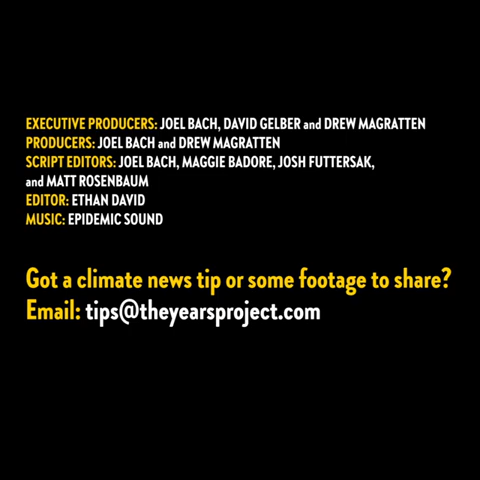 EXECUTIVE PRODUCERS: JOEL BACH, DAVID GELBER and DREW MAGRATTEN
PRODUCERS: JOEL BACH and DREW MAGRATTEN
SCRIPT EDITORS: JOEL BACH, MAGGIE BADORE, JOSH FUTTERSAK,
and MATT ROSENBAUM
EDITOR: ETHAN DAVID
MUSIC: EPIDEMIC SOUND
Got a climate news tip or some footage to share?
Email: tips@theyearsproject.com